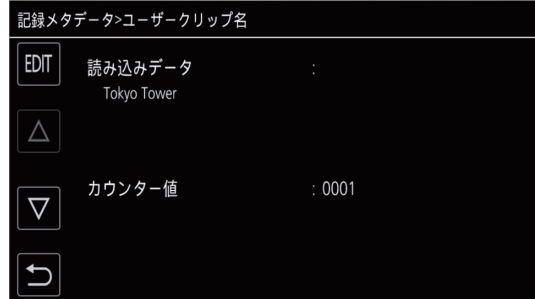 記録メタデータ>ユーザークリップ名
EDIT
読み込みデータ :
Tokyo Tower
カウンター値 : 0001